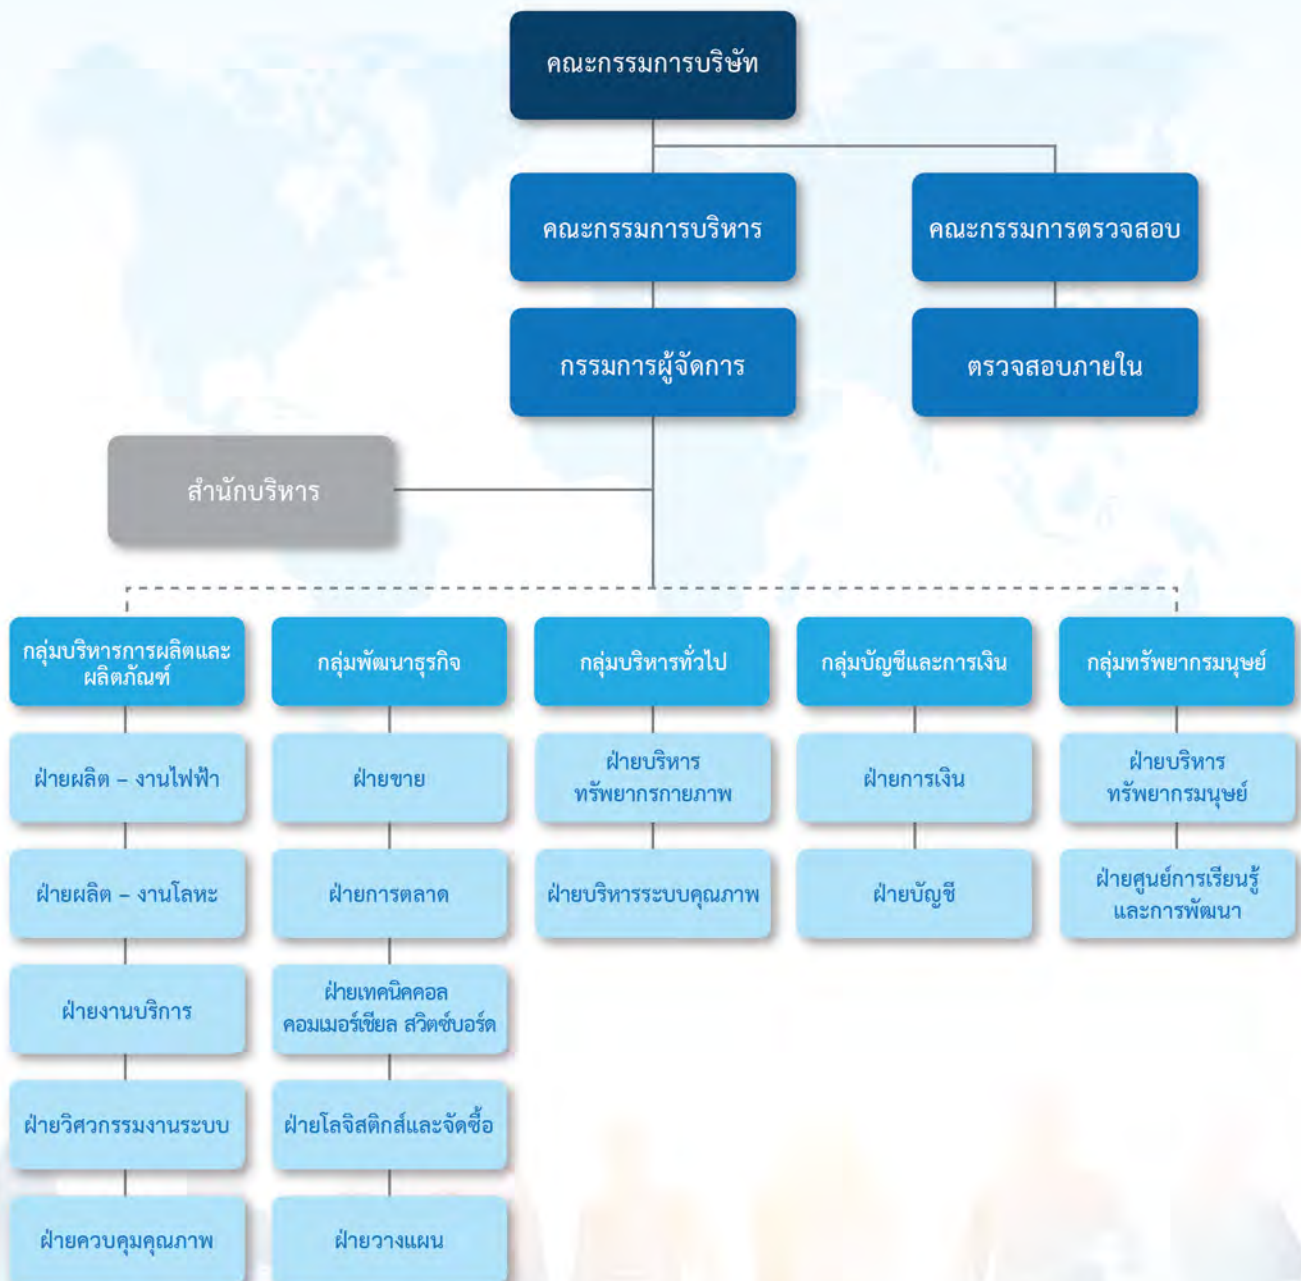 คณะกรรมการบริษัท
คณะกรรมการบริหาร
คณะกรรมการตรวจสอบ
กรรมการผู้จัดการ
ตรวจสอบภายใน
สำนักบริหาร
กลุ่มบริหารการผลิตและ
ผลิตภัณฑ์
กลุ่มพัฒนาธุรกิจ
กลุ่มบริหารทั่วไป
กลุ่มบัญชีและการเงิน
กลุ่มทรัพยากรมนุษย์
ฝ่ายผลิต – งานไฟฟ้า
ฝ่ายขาย
ฝ่ายบริหาร
ทรัพยากรกายภาพ
ฝ่ายการเงิน
ฝ่ายบริหาร
ทรัพยากรมนุษย์
ฝ่ายผลิต – งานโลหะ
ฝ่ายการตลาด
ฝ่ายบริหารระบบคุณภาพ
ฝ่ายบัญชี
ฝ่ายศูนย์การเรียนรู้
และการพัฒนา
ฝ่ายงานบริการ
ฝ่ายเทคนิคคอล
คอมเมอร์เชียล สวิตซ์บอร์ด
ฝ่ายวิศวกรรมงานระบบ
ฝ่ายโลจิสติกส์และจัดซื้อ
ฝ่ายควบคุมคุณภาพ
ฝ่ายวางแผน